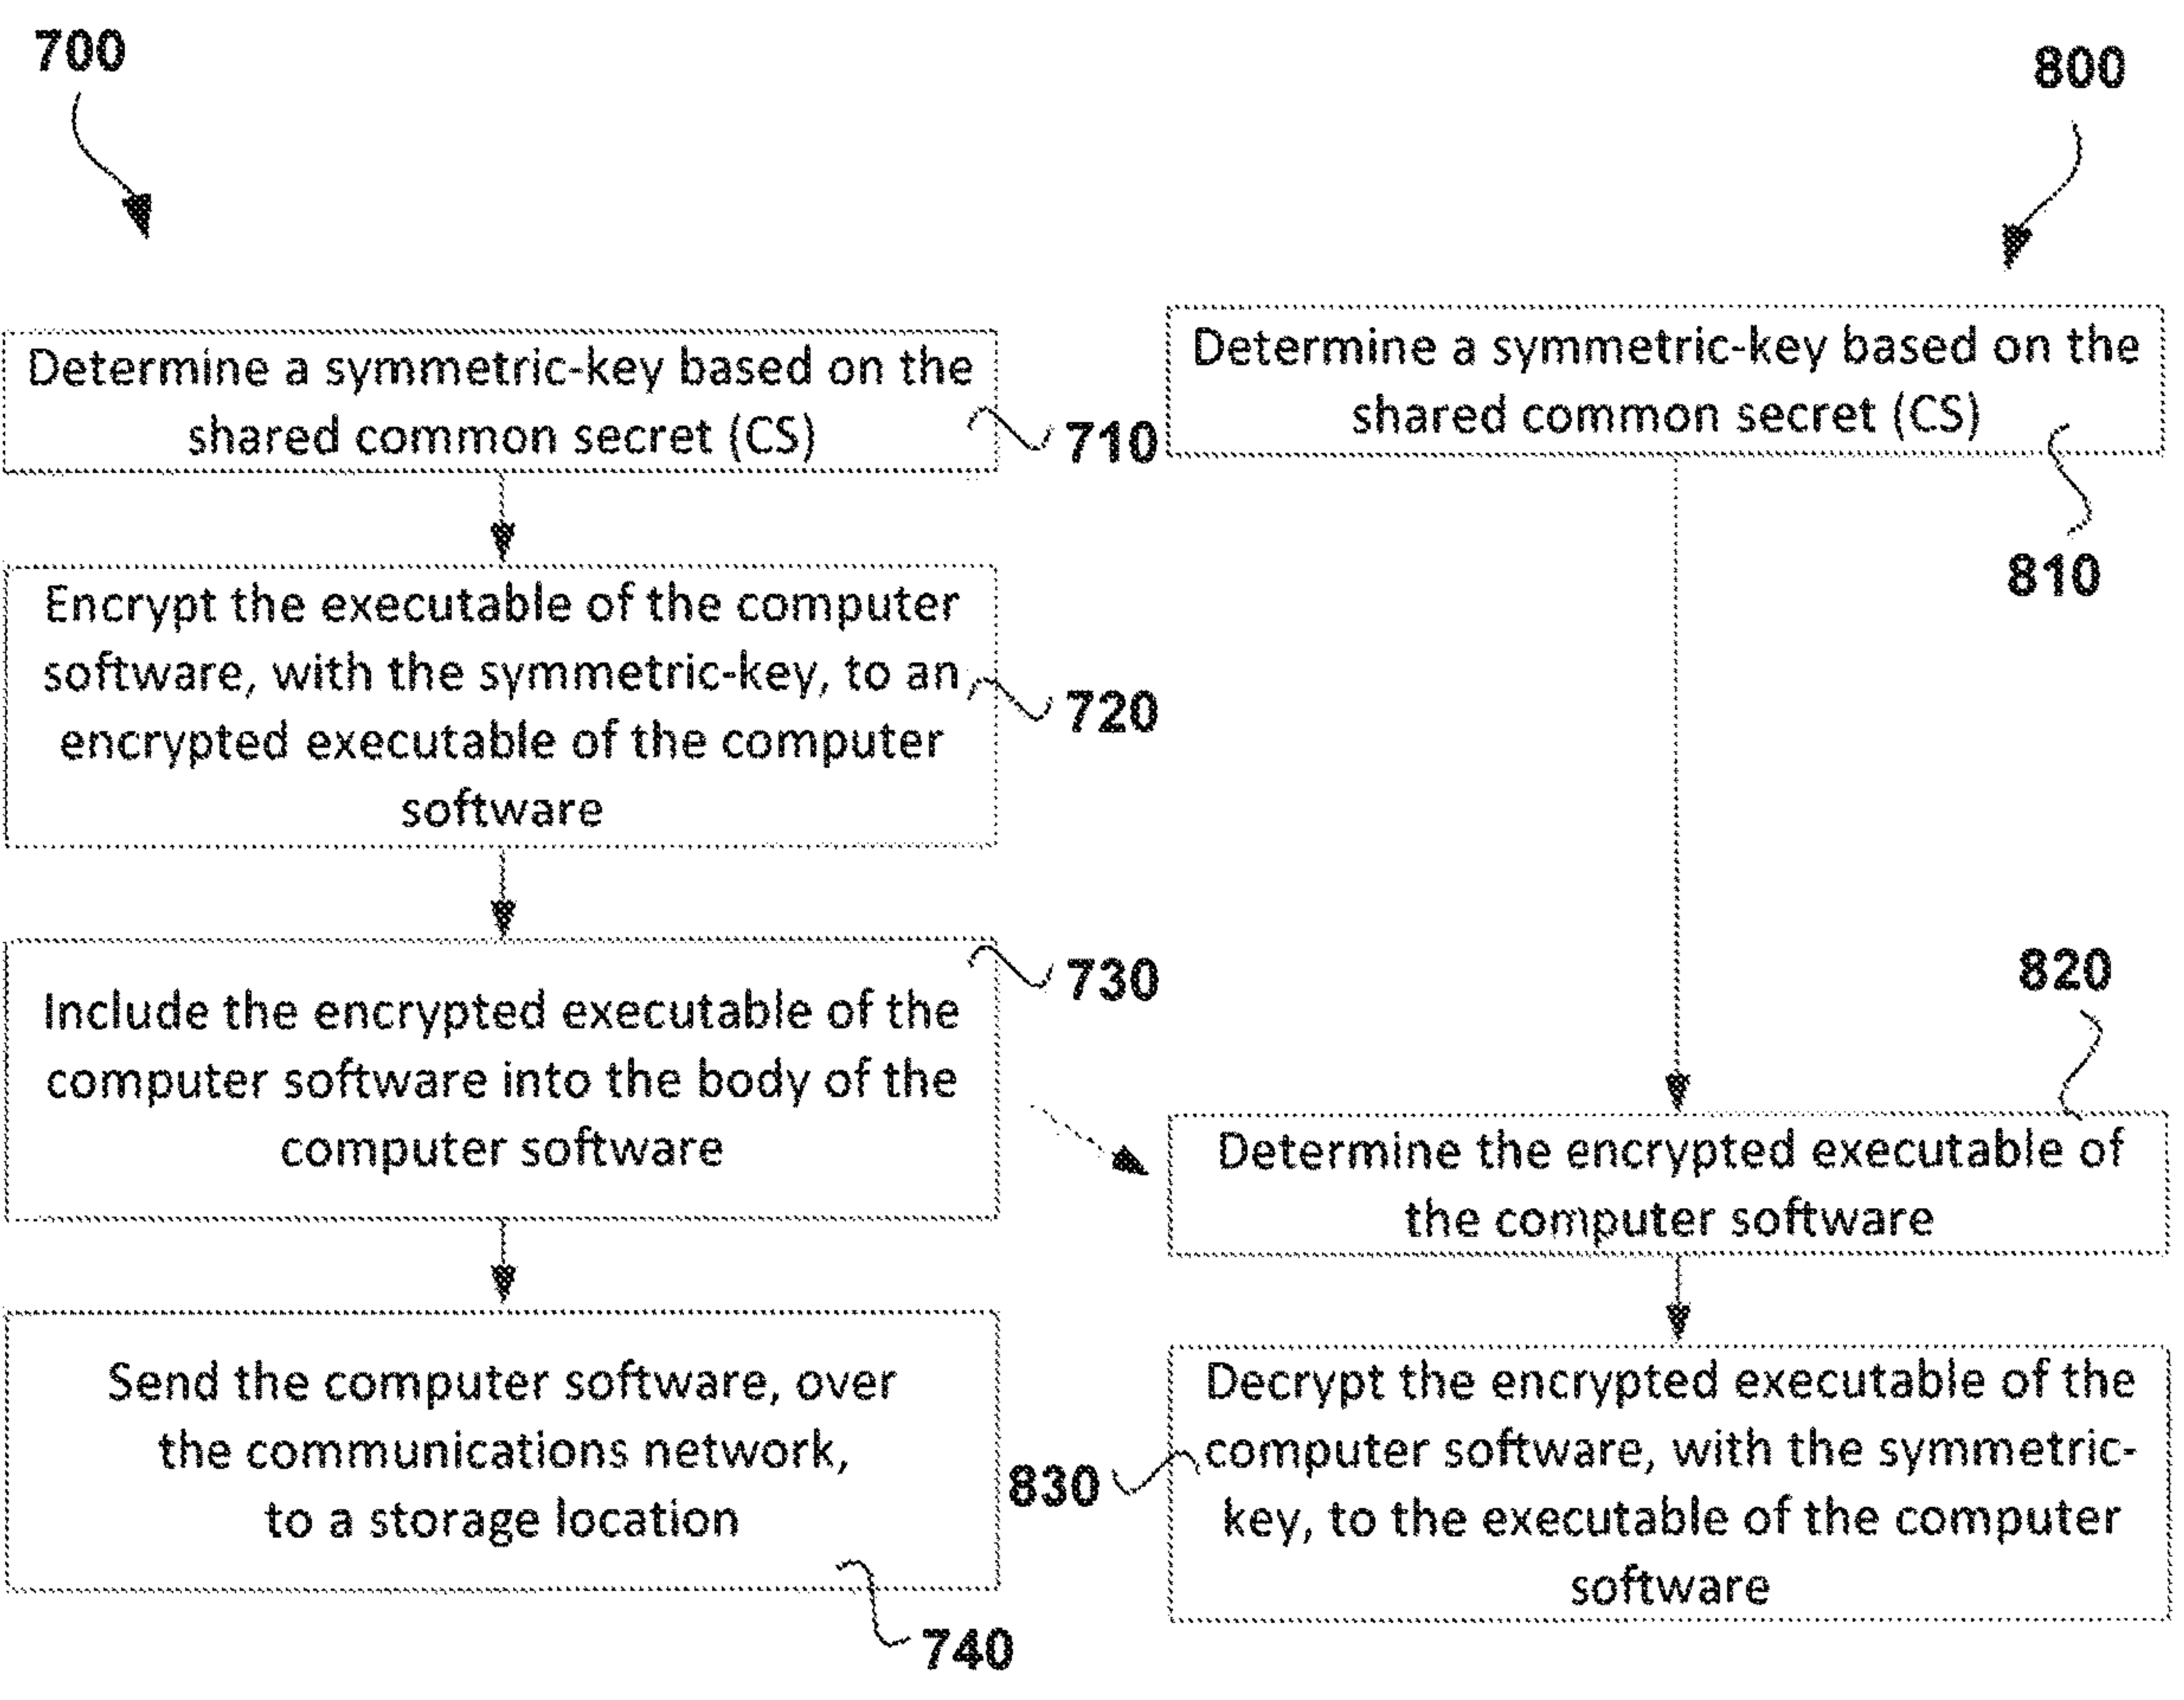 700
Determine a symmetric-key based on the
shared common secret (CS)
710
Encrypt the executable of the computer
software, with the symmetric-key, to an
encrypted executable of the computer
software
720
730
Include the encrypted executable of the
computer software into the body of the
computer software
Send the computer software, over
the communications network,
to a storage location
740
800
Determine a symmetric-key based on the
shared common secret (CS)
810
820
Determine the encrypted executable of
the computer software
Decrypt the encrypted executable of the
computer software, with the symmetric-
key, to the executable of the computer
software
830